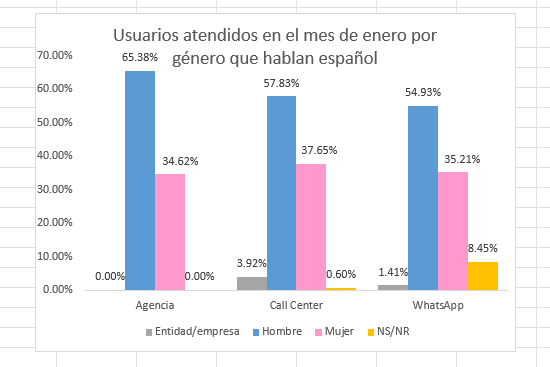 Usuarios atendidos en el mes de enero por
género que hablan español
70.00%
60.00%
50.00%
40.00%
30.00%
20.00%
10.00%
0.00%
0.00%
65.38%
34.62%
0.00%
3.92%
57.83%
37.65%
0.60%
1.41%
54.93%
35.21%
8.45%
Agencia
Call Center
WhatsApp
Entidad/empresa
Hombre
Mujer
NS/NR